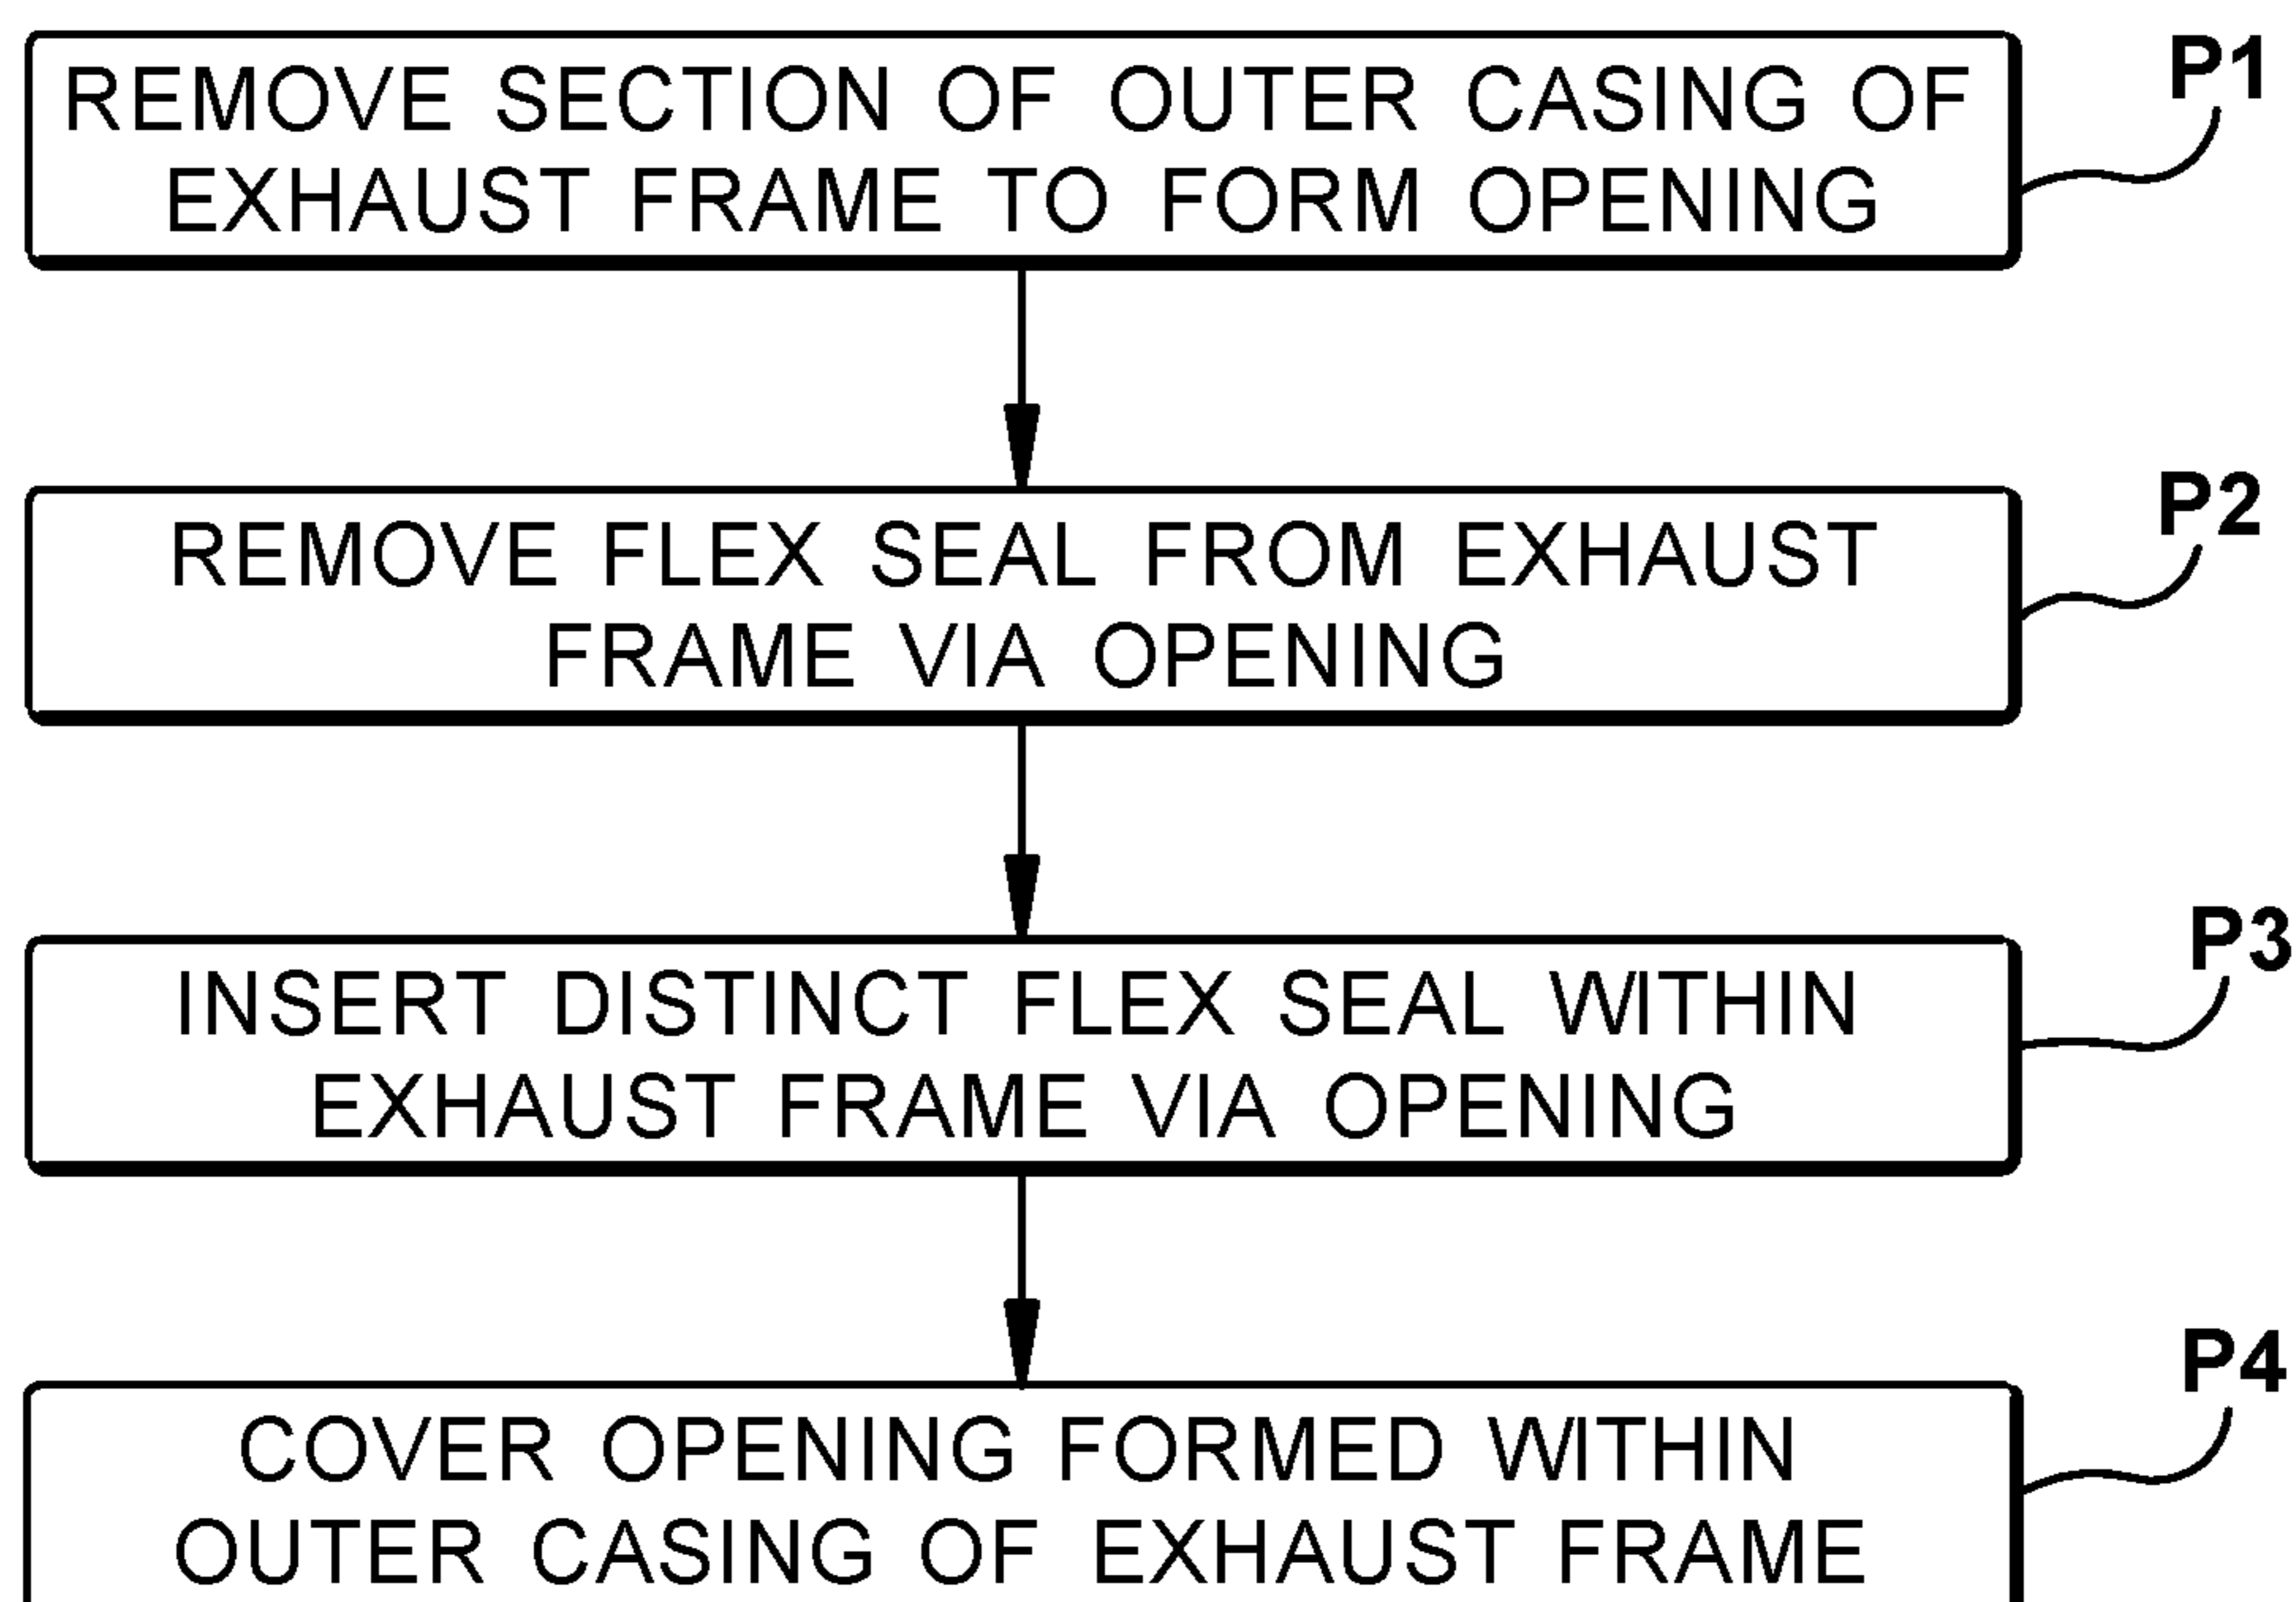 REMOVE SECTION OF OUTER CASING OF
EXHAUST FRAME TO FORM OPENING
P1
REMOVE FLEX SEAL FROM EXHAUST
FRAME VIA OPENING
P2
INSERT DISTINCT FLEX SEAL WITHIN
EXHAUST FRAME VIA OPENING
P3
COVER OPENING FORMED WITHIN
OUTER CASING OF EXHAUST FRAME
P4